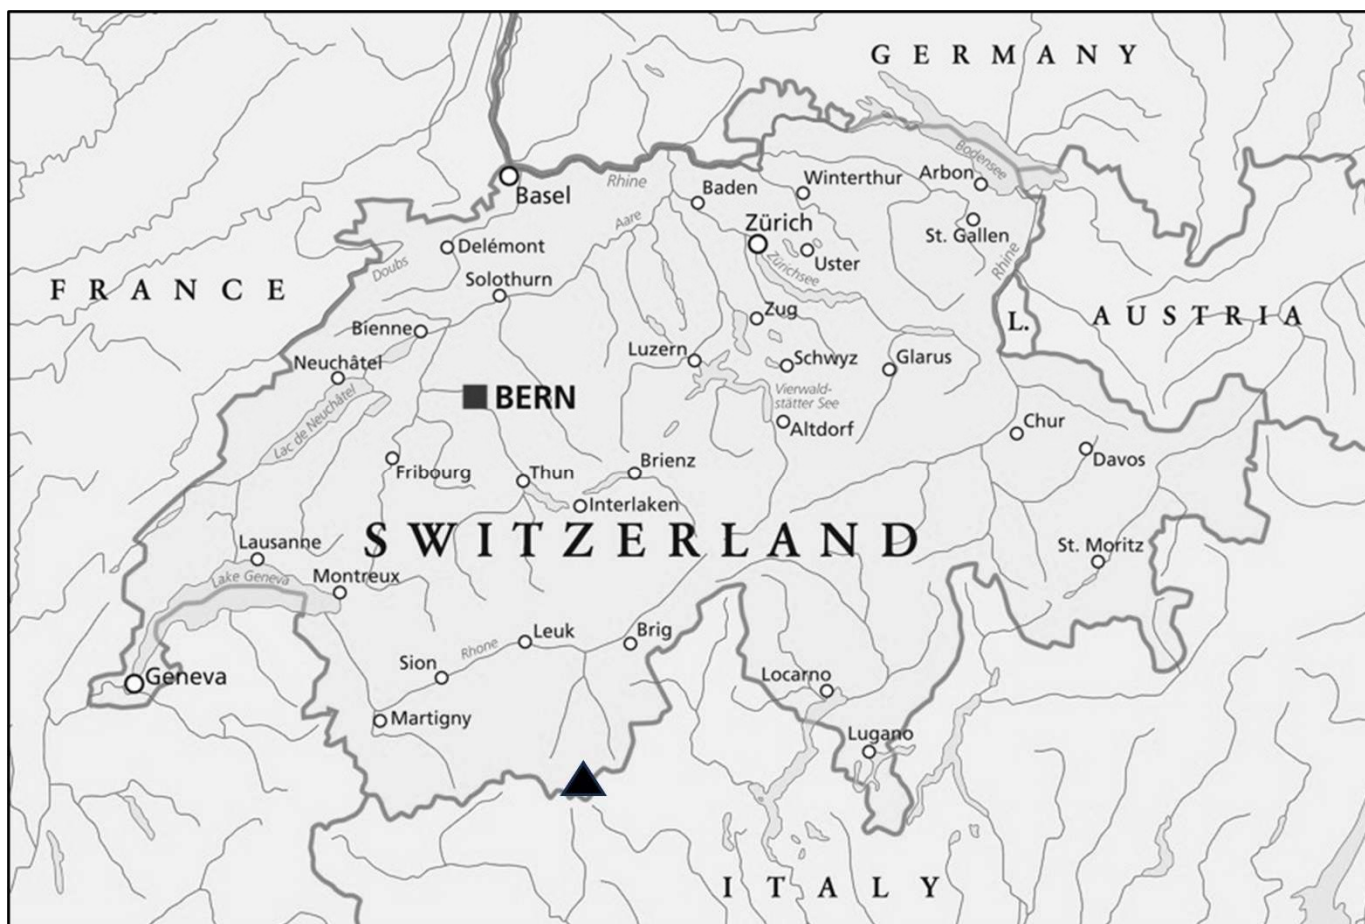 GERMANY
Bodensee
Arbon
Winterthur
Rhine
Baden
Basel
Aare
Zürich
St. Gallen
Delémont
Uster
Rhine
Doubs
Zürichsee
Solothurn
FRANCE
Zug
L.
AUSTRIA
Bienne
Luzern
Schwyz
Glarus
Neuchâtel
Vierwald-
stätter See
BERN
Lac de Neuchâtel
Altdorf
Chur
Brienz
Davos
Fribourg
Thun
Interlaken
SWITZERLAND
Lausanne
St. Moritz
Lake Geneva
Montreux
Leuk
Brig
Rhone
Sion
Locarno
Geneva
Martigny
Lugano
ITALY